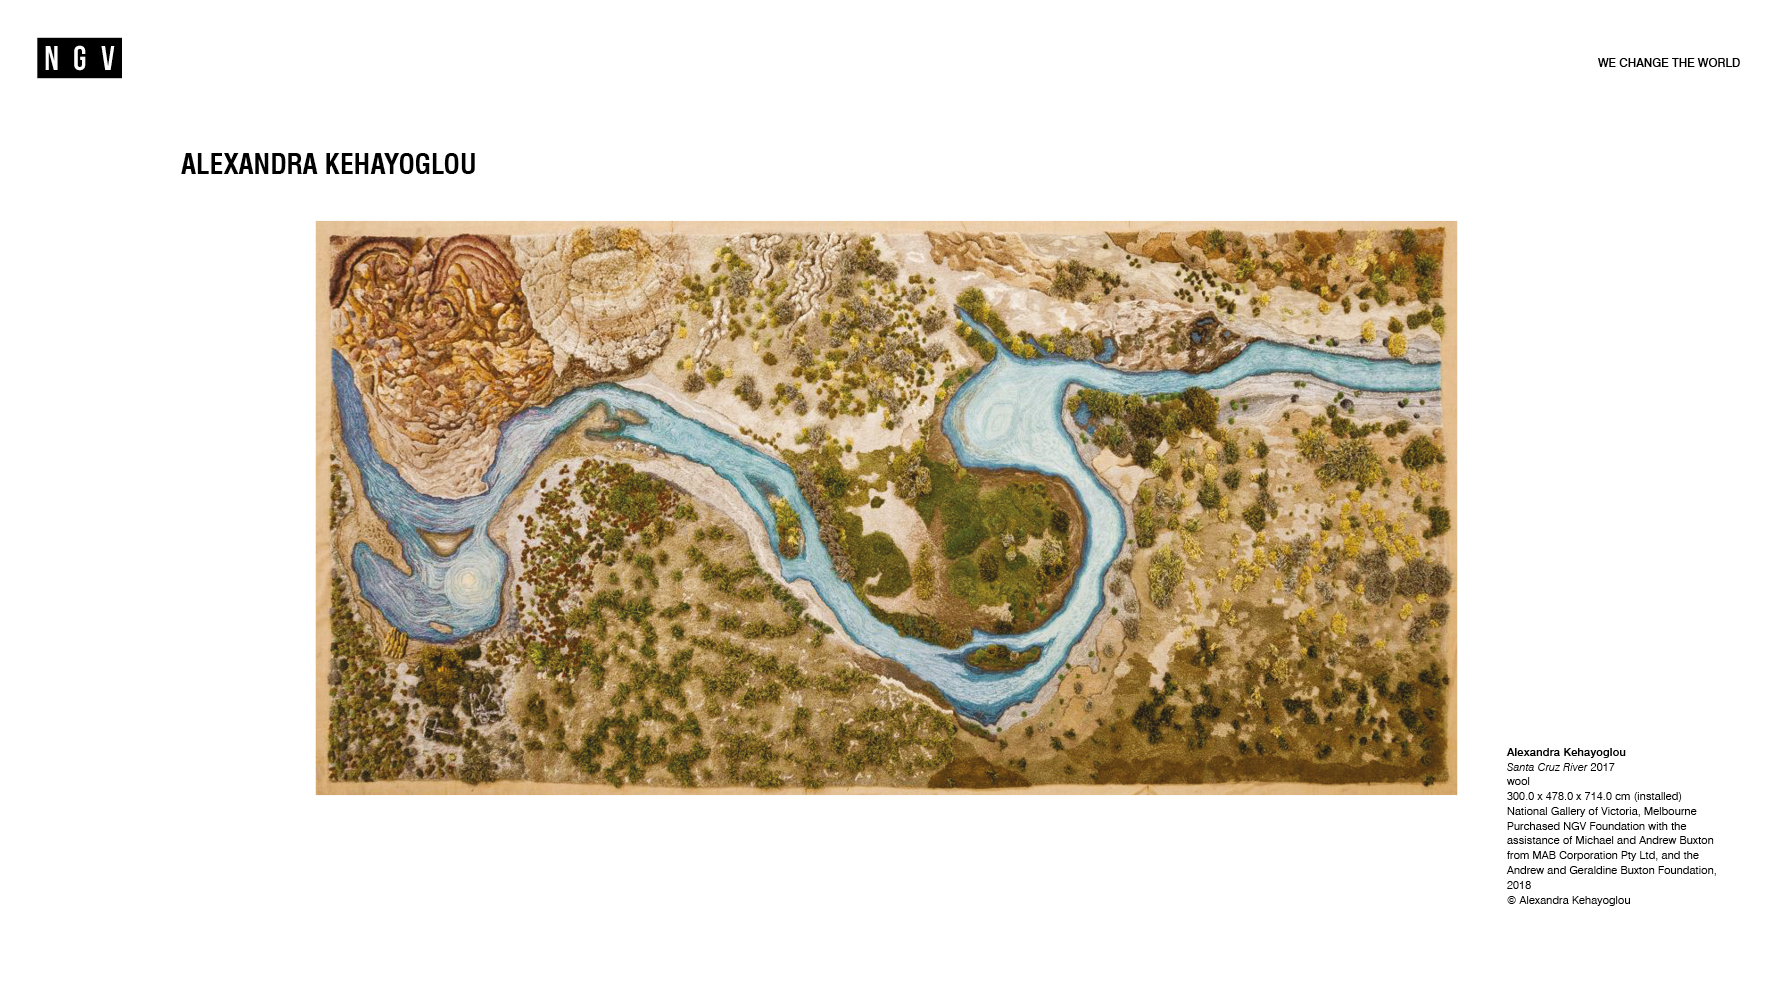 NGV
WE CHANGE THE WORLD
ALEXANDRA KEHAYOGLOU
Alexandra Kehayoglou
Santa Cruz River 2017
wool
300.0 x 478.0 x 714.0 cm (installed)
National Gallery of Victoria, Melbourne
Purchased NGV Foundation with the
assistance of Michael and Andrew Buxton
from MAB Corporation Pty Ltd, and the
Andrew and Geraldine Buxton Foundation,
2018
© Alexandra Kehayoglou